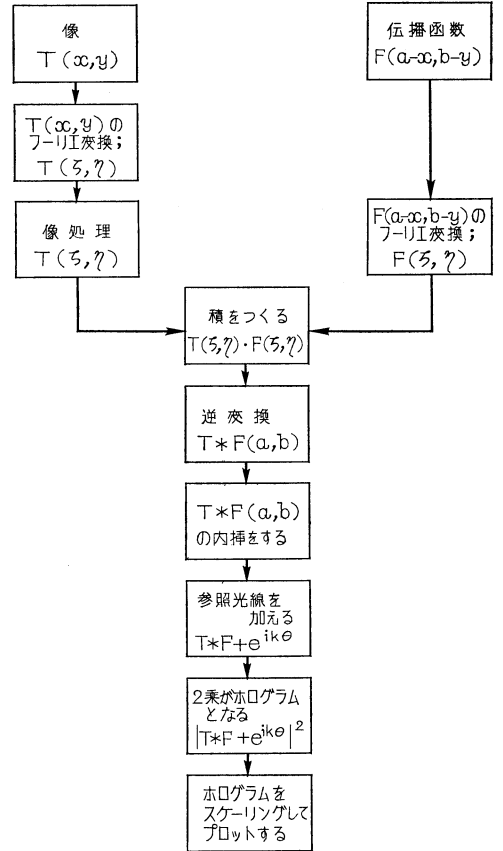 像
T(x,y)
T(x,y)の
フーリエ変換;
T(ξ,η)
像処理
T(ξ,η)
伝播函数
F(a-x,b-y)
F(a-x,b-y)の
フーリエ変換;
F(ξ,η)
積をつくる
T(ξ,η)・F(ξ,η)
逆変換
T*F(a,b)
T*F(a,b)
の内挿をする
参照光線を
加える
T*F+e^{ikθ}
2乗がホログラム
となる
|T*F+e^{ikθ}|^2
ホログラムを
スケーリングして
プロットする